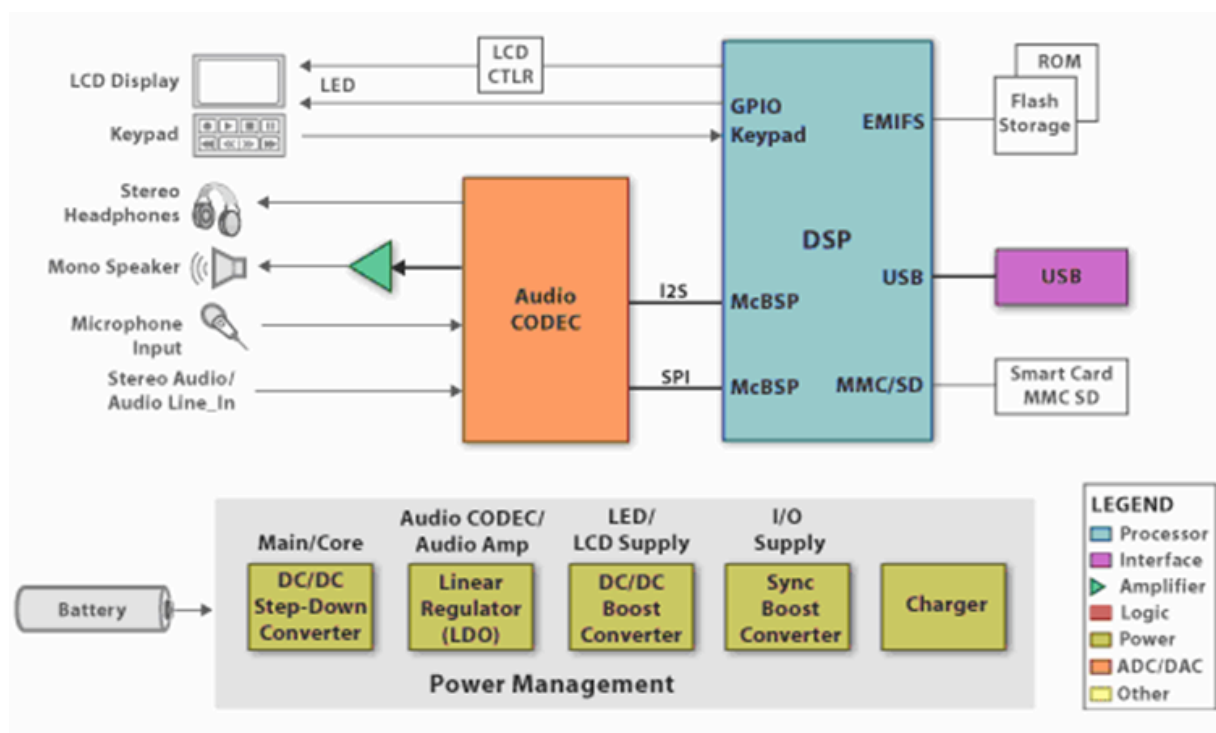 LCD
CTLR
LCD Display
LED
Keypad
GPIO
Keypad
EMIFS
ROM
Flash
Storage
Stereo
Headphones
Mono Speaker
Microphone
Input
Stereo Audio/
Audio Line_In
Audio
CODEC
I2S
SPI
DSP
McBSP
McBSP
USB
MMC/SD
USB
Smart Card
MMC SD
Battery
Main/Core
DC/DC
Step-Down
Converter
Audio CODEC/
Audio Amp
Linear
Regulator
(LDO)
LED/
LCD Supply
DC/DC
Boost
Converter
I/O
Supply
Sync
Boost
Converter
Charger
Power Management
LEGEND
Processor
Interface
Amplifier
Logic
Power
ADC/DAC
Other